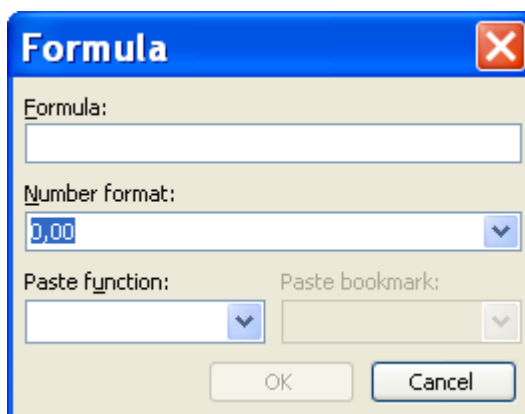 Formula
Formula:
Number format:
0,00
Paste function: Paste bookmark:
OK Cancel